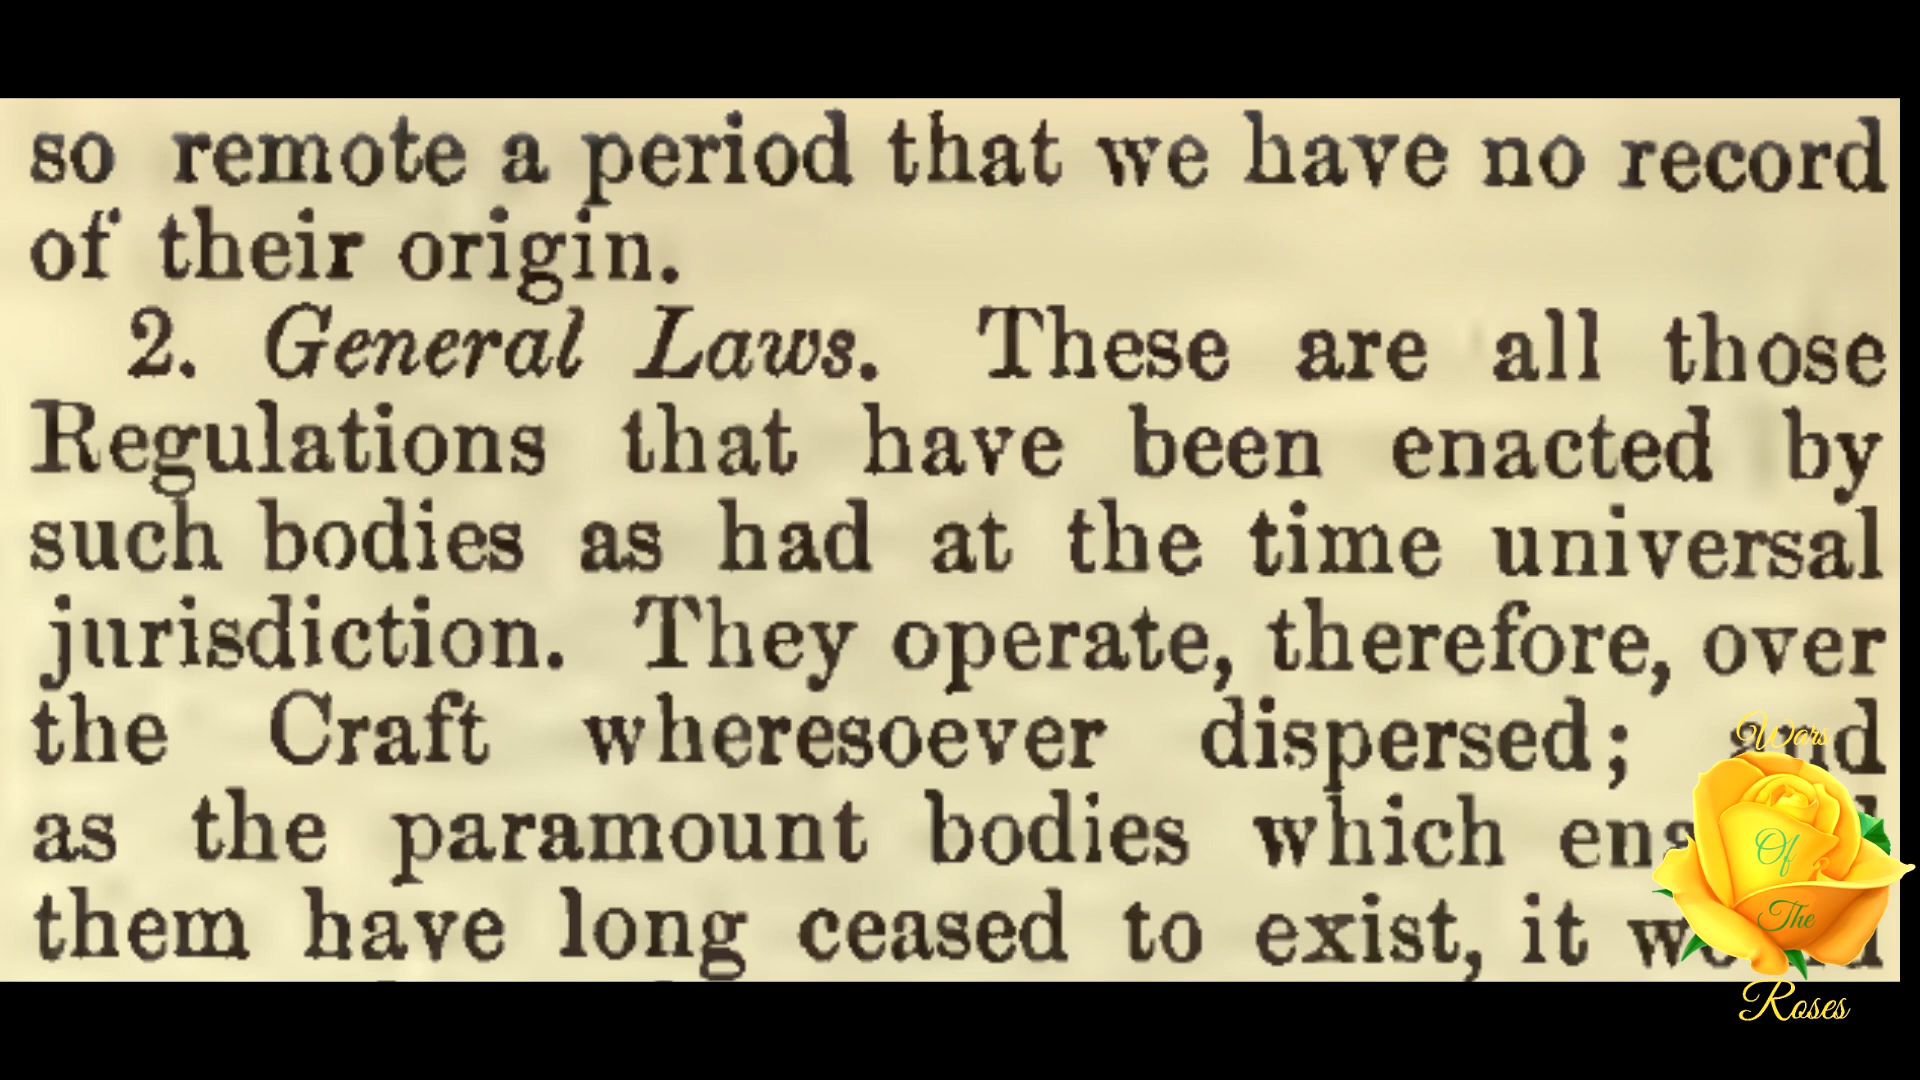 so remote a period that we have no record
of their origin.
2. General Laws. These are all those
Regulations that have been enacted by
such bodies as had at the time universal
jurisdiction. They operate, therefore, over
the Craft wheresoever dispersed; and
as the paramount bodies which
them have long ceased to exist, it
Wars
Of
The
Roses